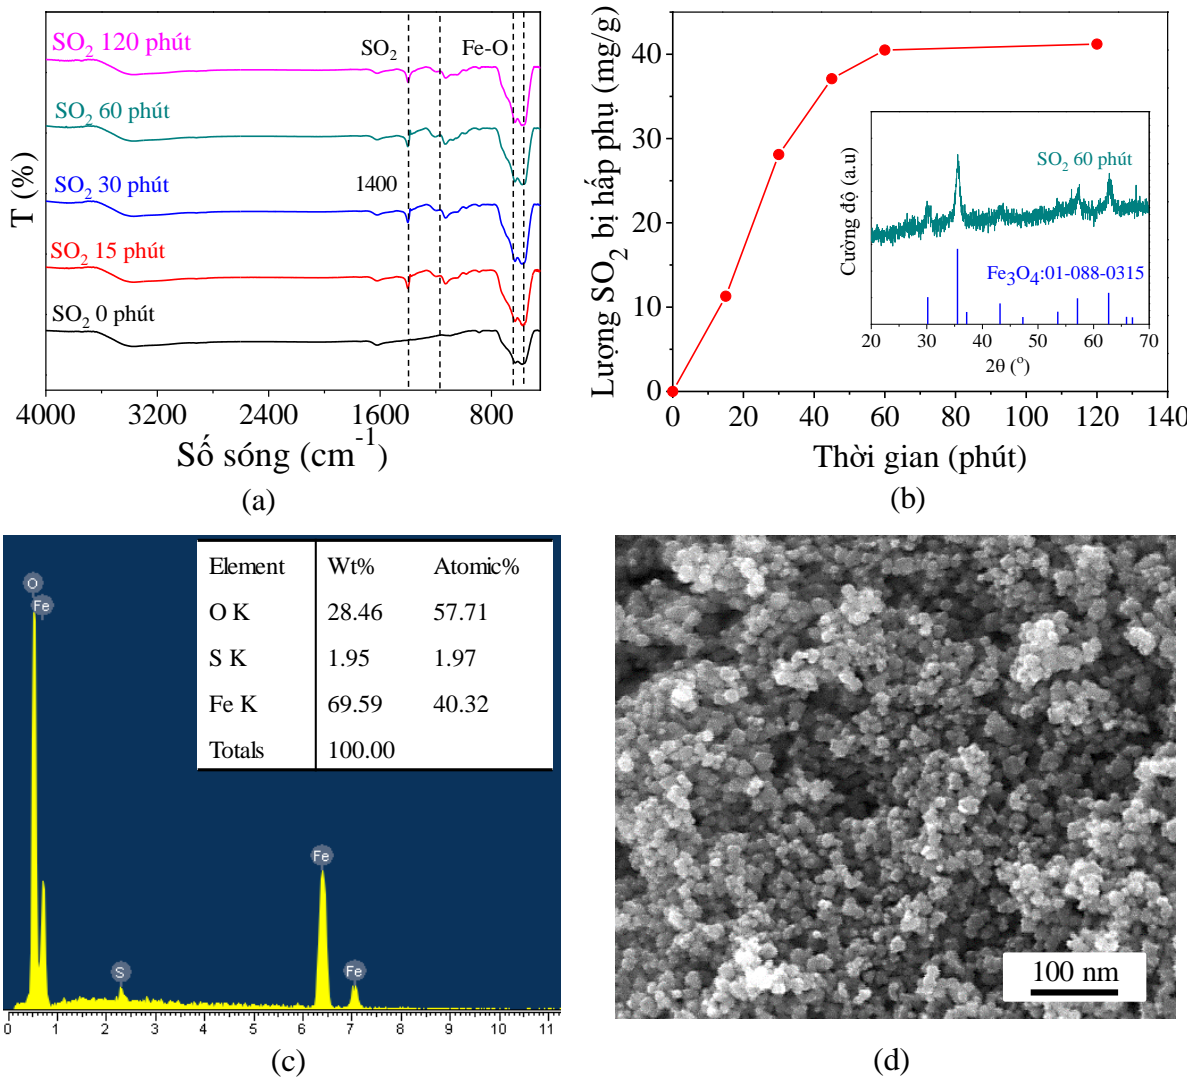 SO2 120 phút
SO2
Fe-O
SO2 60 phút
SO2 30 phút
1400
SO2 15 phút
SO2 0 phút
T (%)
4000 3200 2400 1600 800
Số sóng (cm-1)
(a)
Lượng SO2 bị hấp phụ (mg/g)
40
30
20
10
0
0 20 40 60 80 100 120 140
Thời gian (phút)
(b)
Cường độ (a.u)
SO2 60 phút
Fe3O4:01-088-0315
20 30 40 50 60 70
2θ (o)
Element Wt% Atomic%
O K 28.46 57.71
S K 1.95 1.97
Fe K 69.59 40.32
Totals 100.00
O
Fe
Fe
S
Fe
0 1 2 3 4 5 6 7 8 9 10 11
(c)
100 nm
(d)